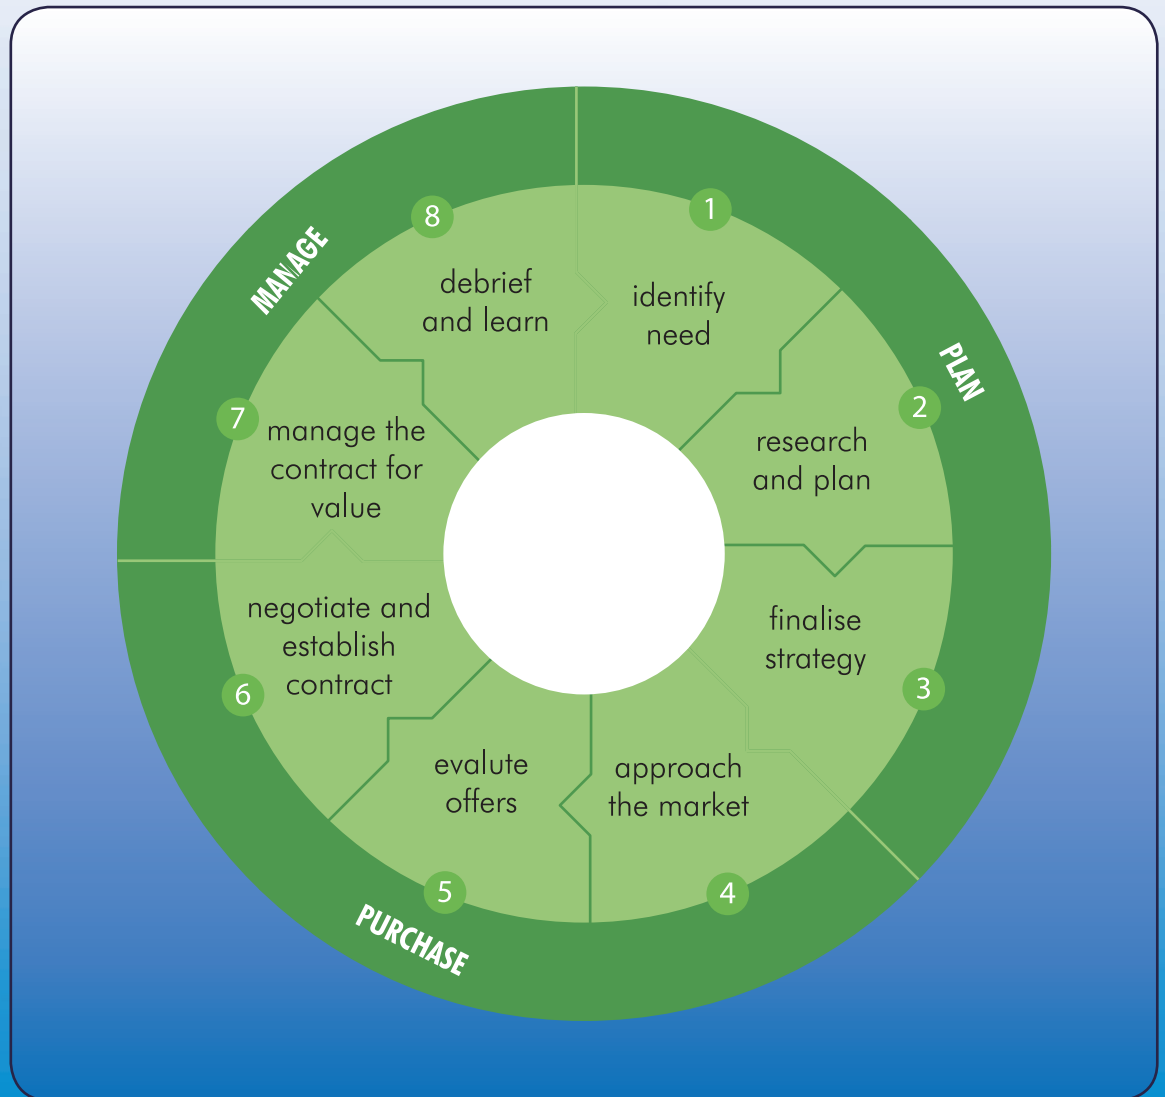 PLAN
1
identify
need
2
research
and plan
3
finalise
strategy
PURCHASE
4
approach
the market
5
evalute
offers
6
negotiate and
establish
contract
MANAGE
7
manage the
contract for
value
8
debrief
and learn